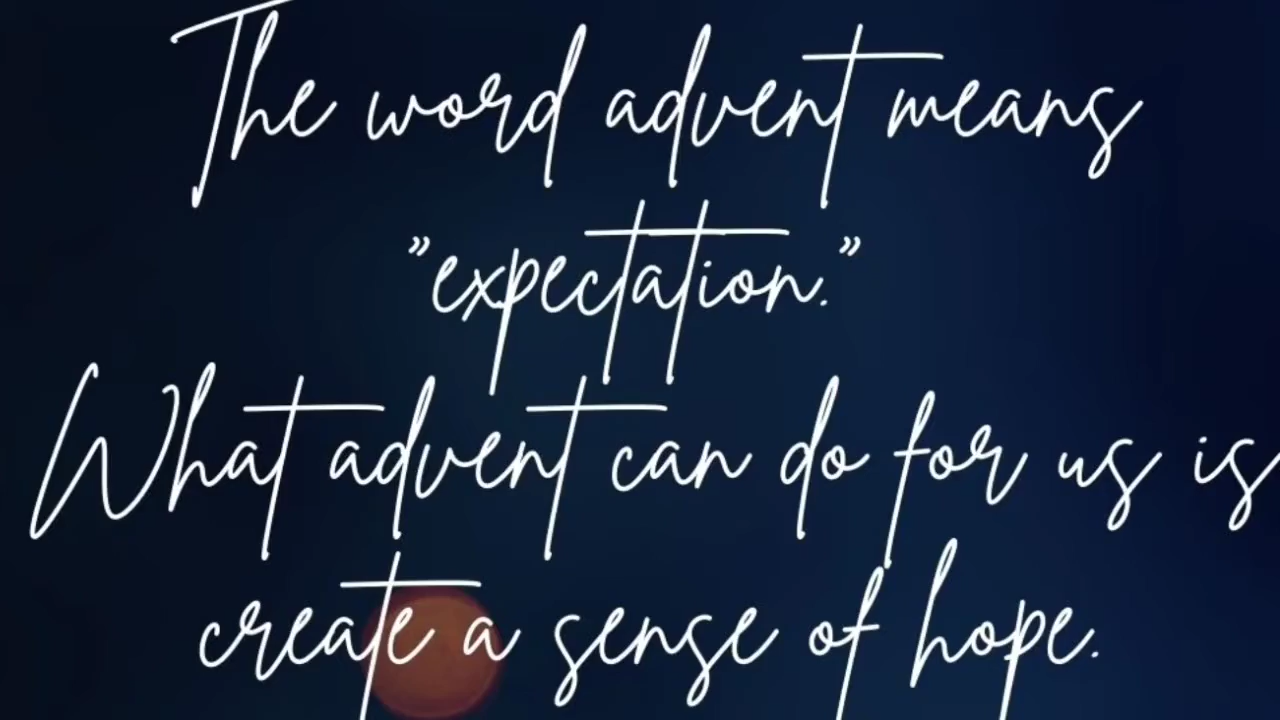 The word advent means
"expectation."
What advent can do for us is
create a sense of hope.